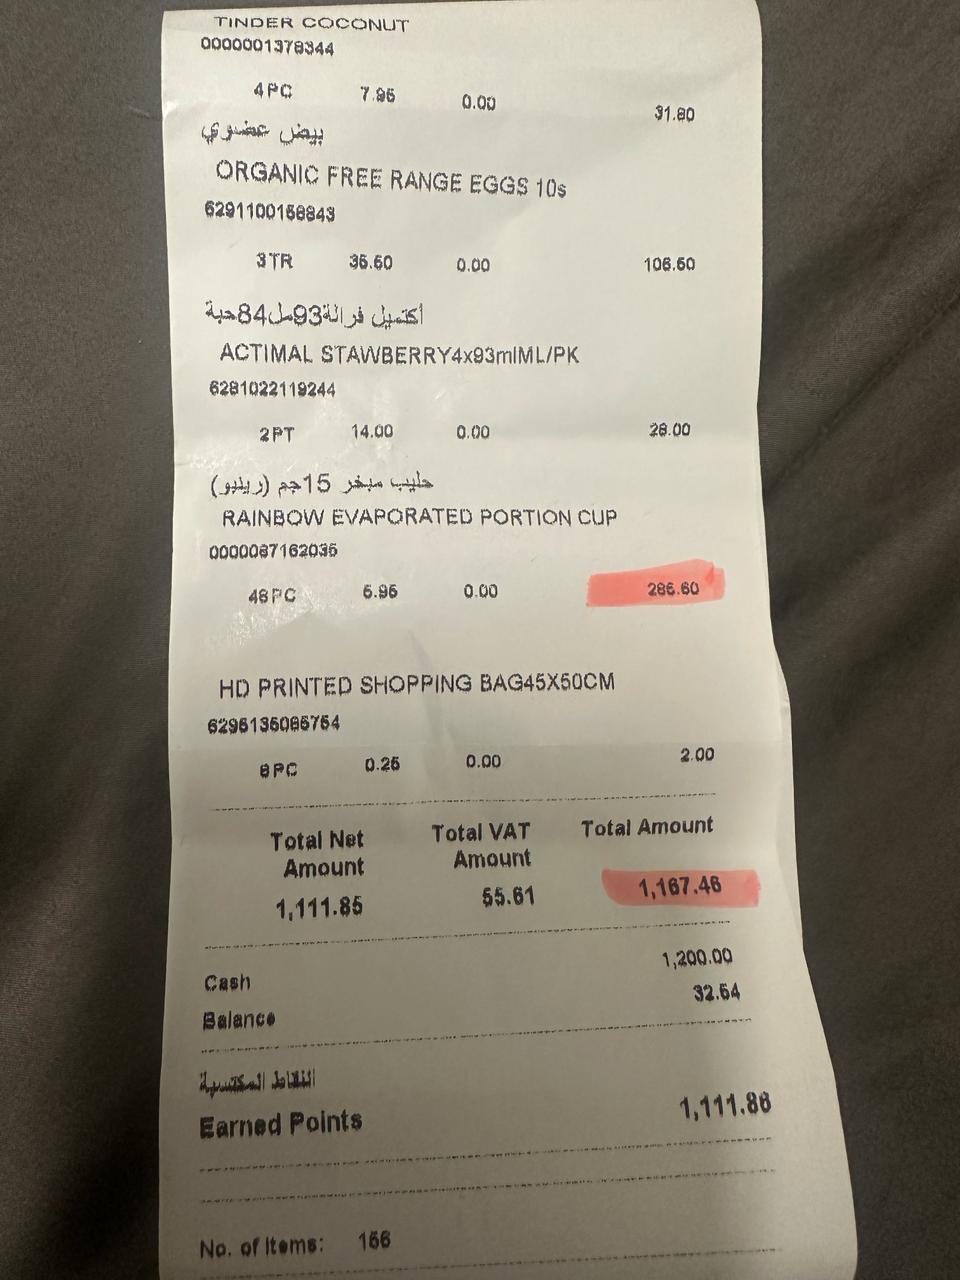 TINDER COCONUT
0000001378344
4PC 7.95 0.00 31.80
بيض عضوي
ORGANIC FREE RANGE EGGS 10s
6291100158843
3TR 35.50 0.00 106.50
أكتميل فرالة93مل84حبة
ACTIMAL STAWBERRY4x93mlML/PK
6281022119244
2PT 14.00 0.00 28.00
حليب مبخر 15جم (رينبو)
RAINBOW EVAPORATED PORTION CUP
0000087162035
48PC 5.95 0.00 285.60
HD PRINTED SHOPPING BAG45X50CM
6295135085754
8PC 0.25 0.00 2.00
Total Net Amount Total VAT Amount Total Amount
1,111.85 55.61 1,167.46
Cash 1,200.00
Balance 32.54
النقاط المكتسبة
Earned Points 1,111.86
No. of Items: 156